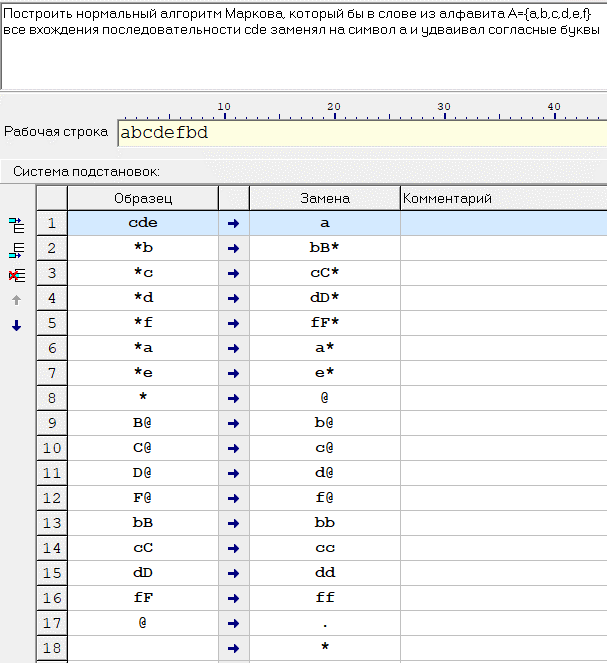 Построить нормальный алгоритм Маркова, который бы в слове из алфавита A={a,b,c,d,e,f}
все вхождения последовательности cde заменял на символ a и удваивал согласные буквы
10 20 30 40
Рабочая строка abcdefbd
Система подстановок:
Образец Замена Комментарий
1 cde → a
2 *b → bB*
3 *c → cC*
4 *d → dD*
5 *f → fF*
6 *a → a*
7 *e → e*
8 * → @
9 B@ → b@
10 C@ → c@
11 D@ → d@
12 F@ → f@
13 bB → bb
14 cC → cc
15 dD → dd
16 fF → ff
17 @ → .
18 → *